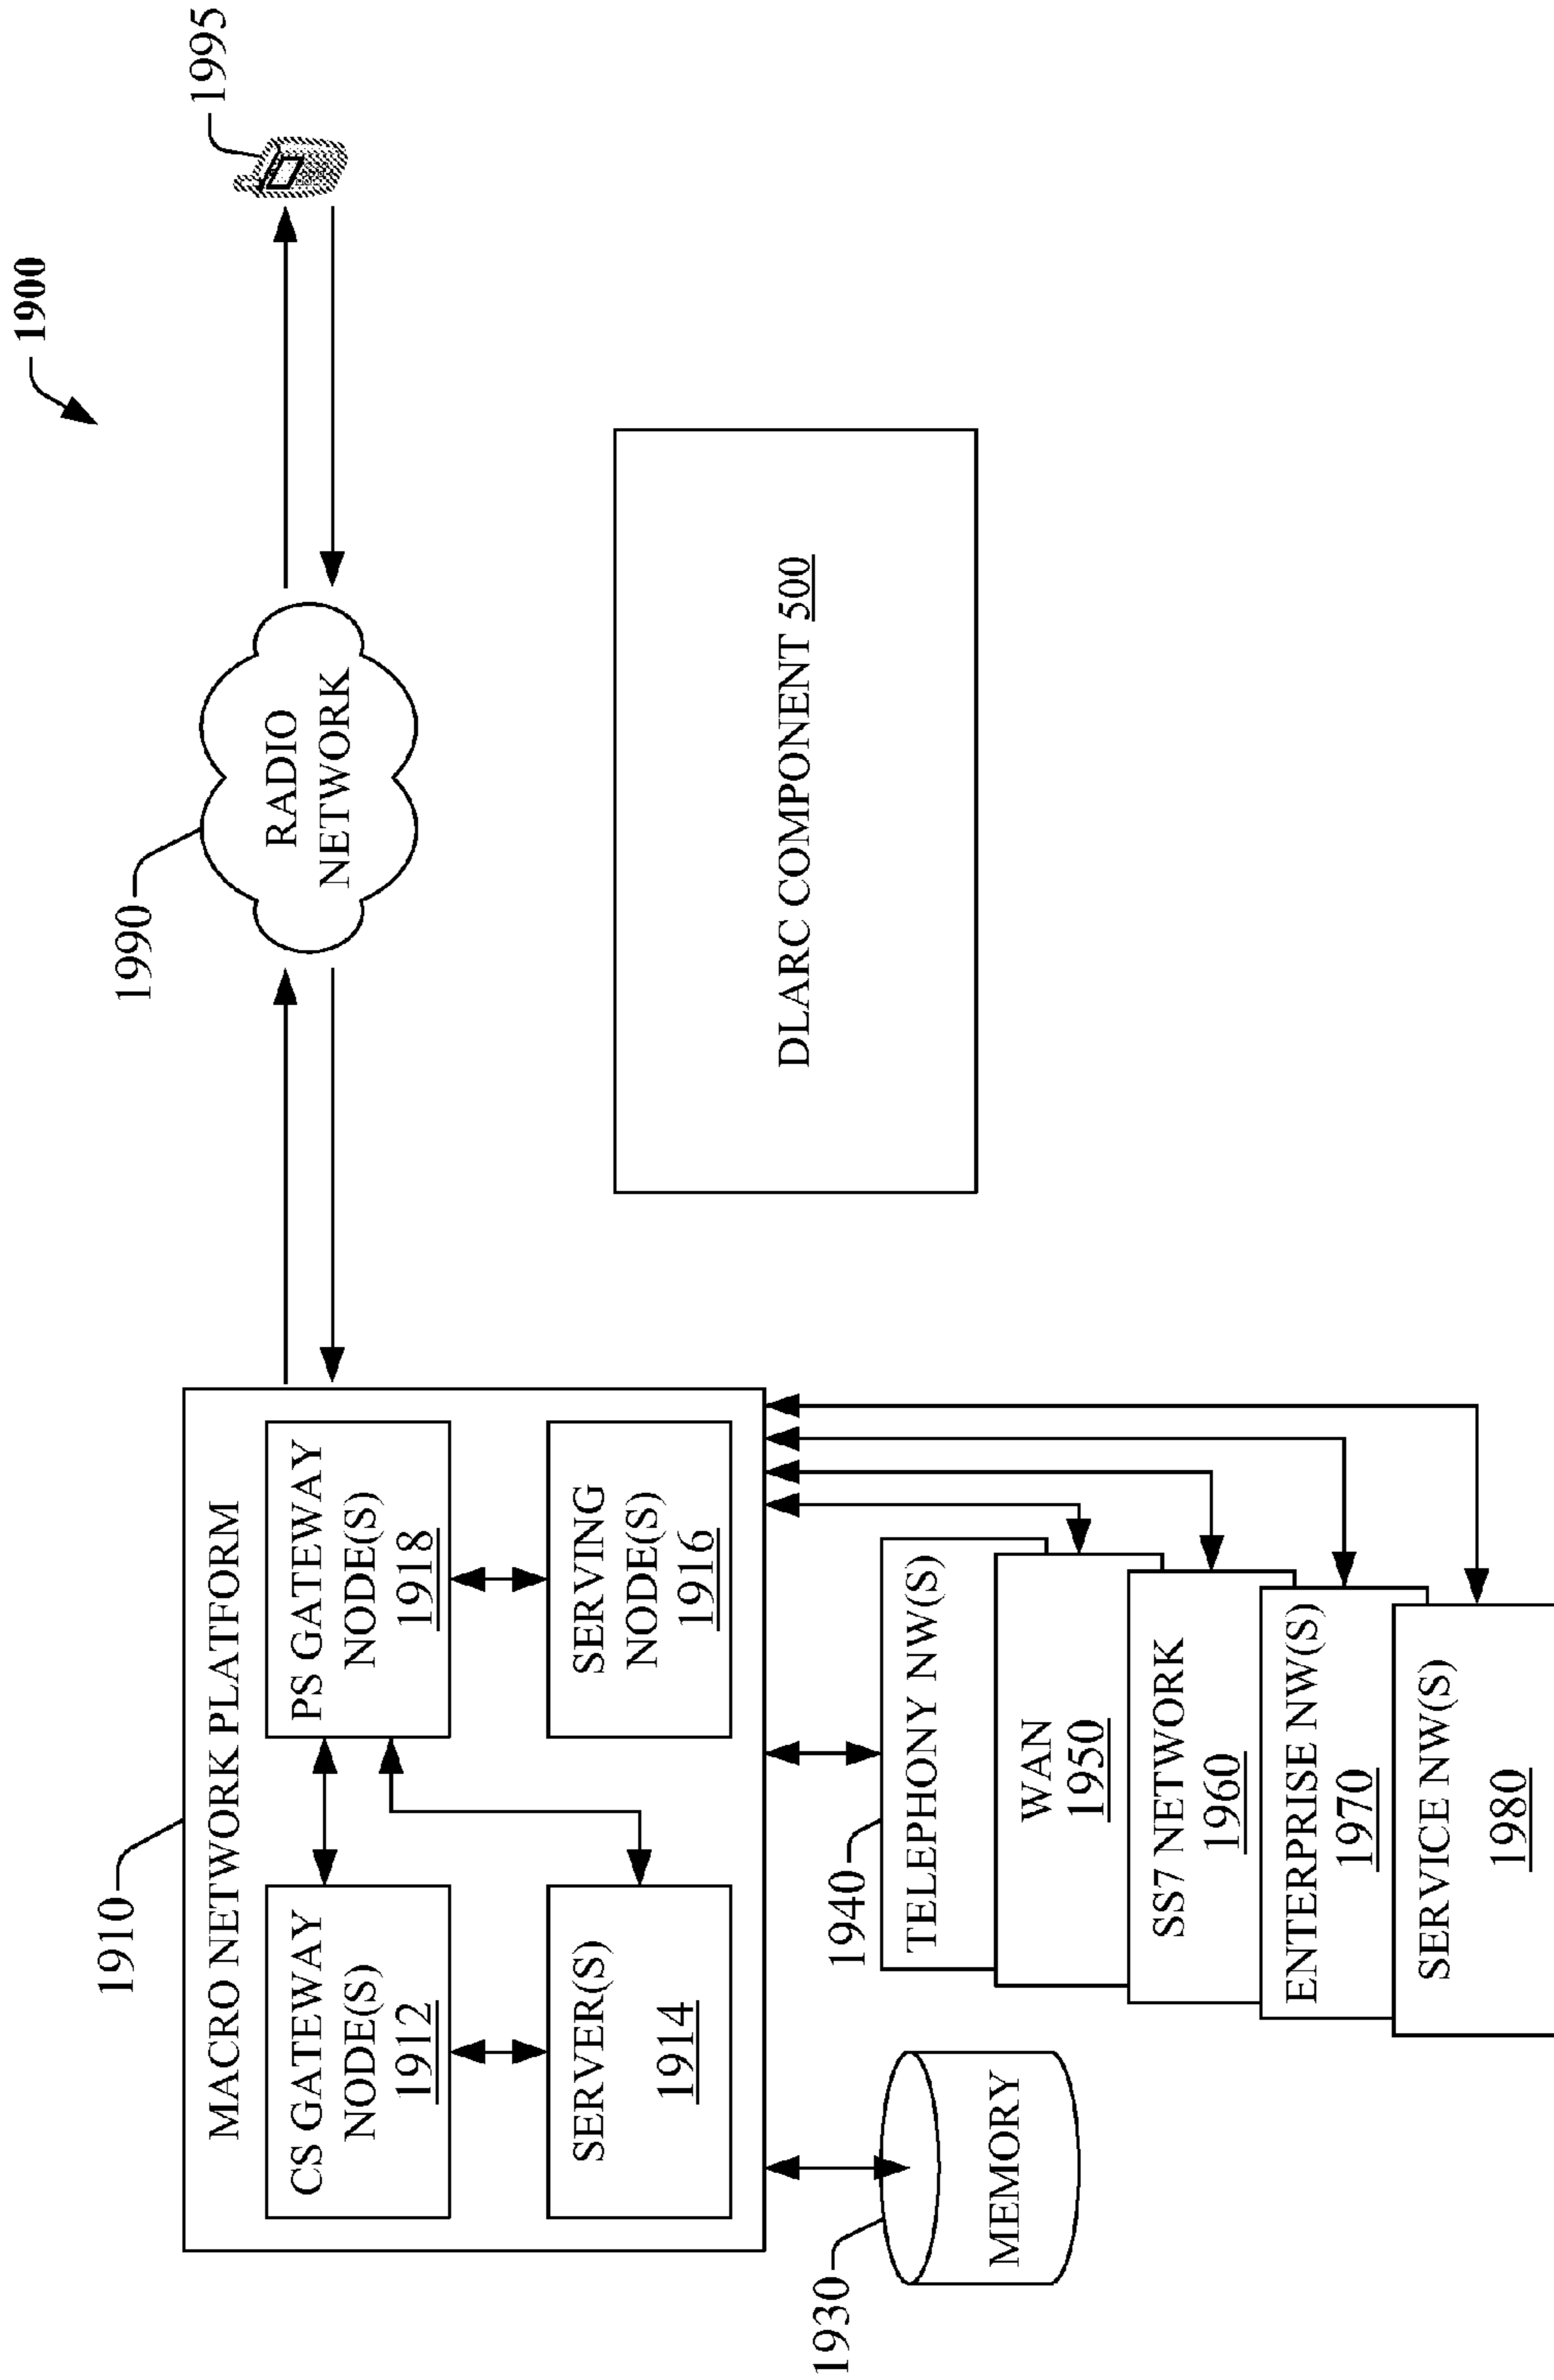 1900
1910
MACRO NETWORK PLATFORM
CS GATEWAY
NODE(S)
1912
PS GATEWAY
NODE(S)
1918
SERVER(S)
1914
SERVING
NODE(S)
1916
1990
RADIO
NETWORK
1995
DLARC COMPONENT 500
1930
MEMORY
1940
TELEPHONY NW(S)
WAN
1950
SS7 NETWORK
1960
ENTERPRISE NW(S)
1970
SERVICE NW(S)
1980